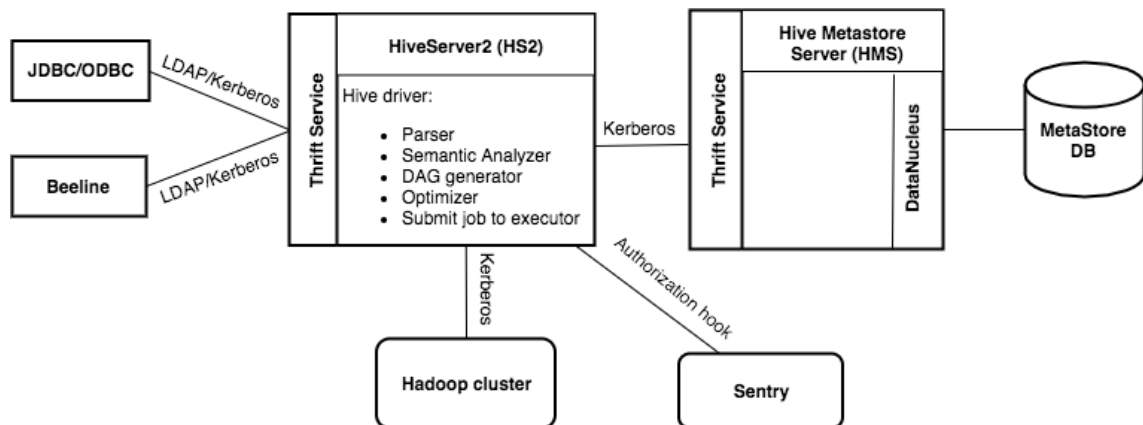 JDBC/ODBC
LDAP/Kerberos
Beeline
LDAP/Kerberos
Thrift Service
HiveServer2 (HS2)
Hive driver:
• Parser
• Semantic Analyzer
• DAG generator
• Optimizer
• Submit job to executor
Kerberos
Thrift Service
Hive Metastore
Server (HMS)
DataNucleus
MetaStore
DB
Kerberos
Authorization hook
Hadoop cluster
Sentry